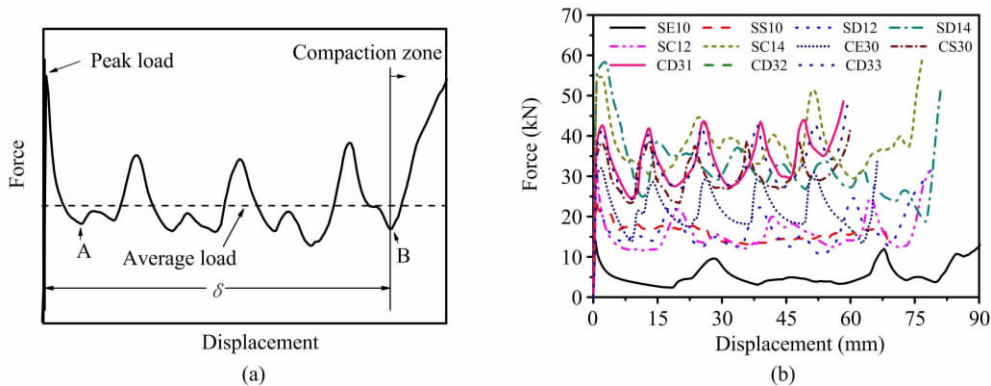 Peak load
Compaction zone
Force
A
B
Average load
δ
Displacement
(a)
70
60
50
40
30
20
10
0
Force (kN)
SE10 SS10 SD12 SD14
SC12 SC14 CE30 CS30
CD31 CD32 CD33
0 15 30 45 60 75 90
Displacement (mm)
(b)